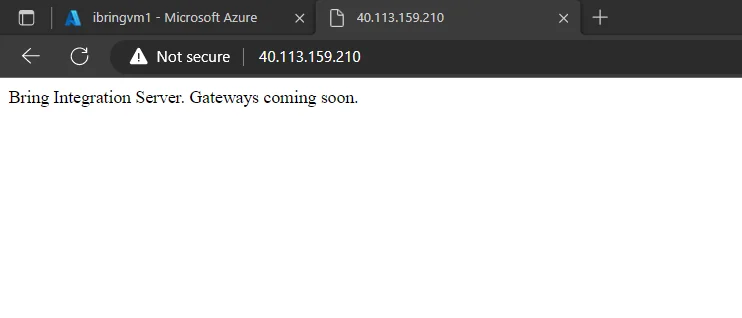 ibringvm1 - Microsoft Azure
40.113.159.210
Not secure
40.113.159.210
Bring Integration Server. Gateways coming soon.